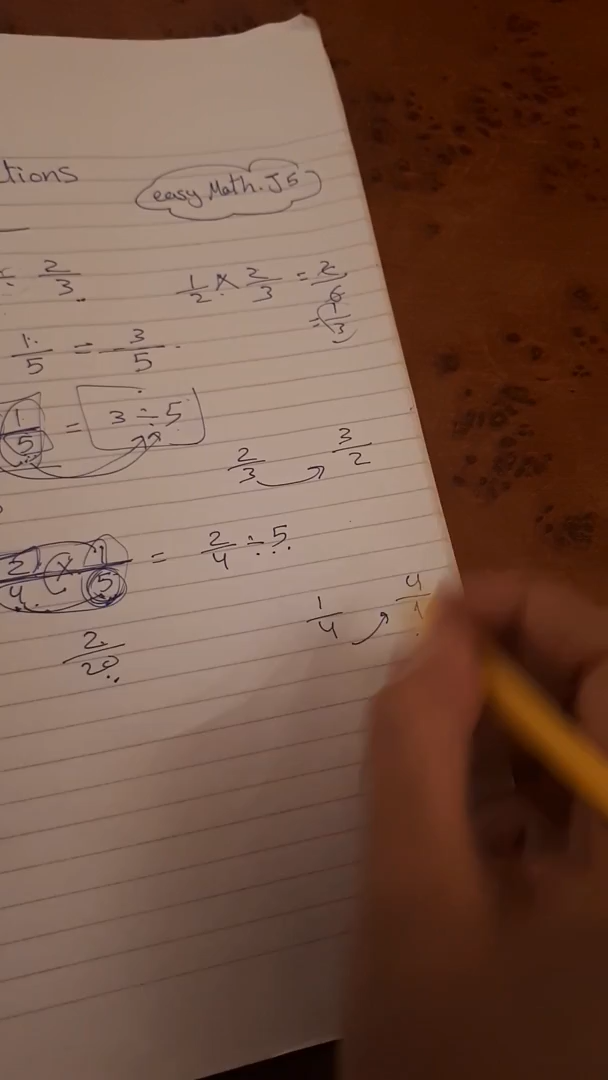 tions
easy Math. J5
÷ 2/3
1/2 × 2/3 = 2/6
= 1/3
1/5 = 3/5
1/5 = 3 ÷ 5
2/3 3/2
2/4 × 1/5 = 2/4 ÷ 5
1/4 4/1
2/20